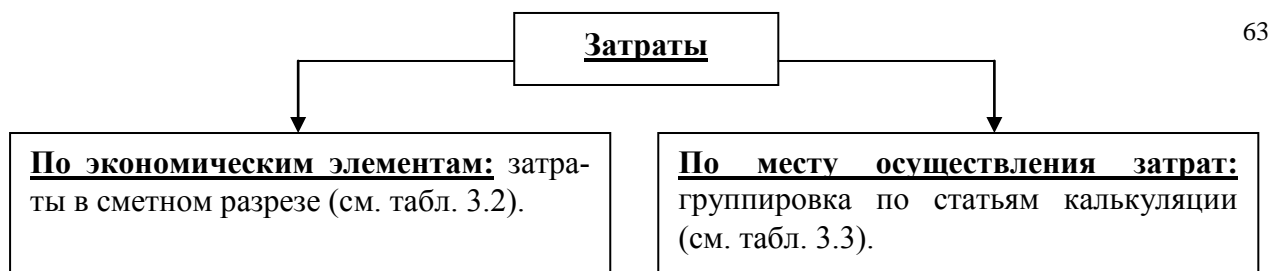 63
Затраты
По экономическим элементам: затра-
ты в сметном разрезе (см. табл. 3.2).
По месту осуществления затрат:
группировка по статьям калькуляции
(см. табл. 3.3).